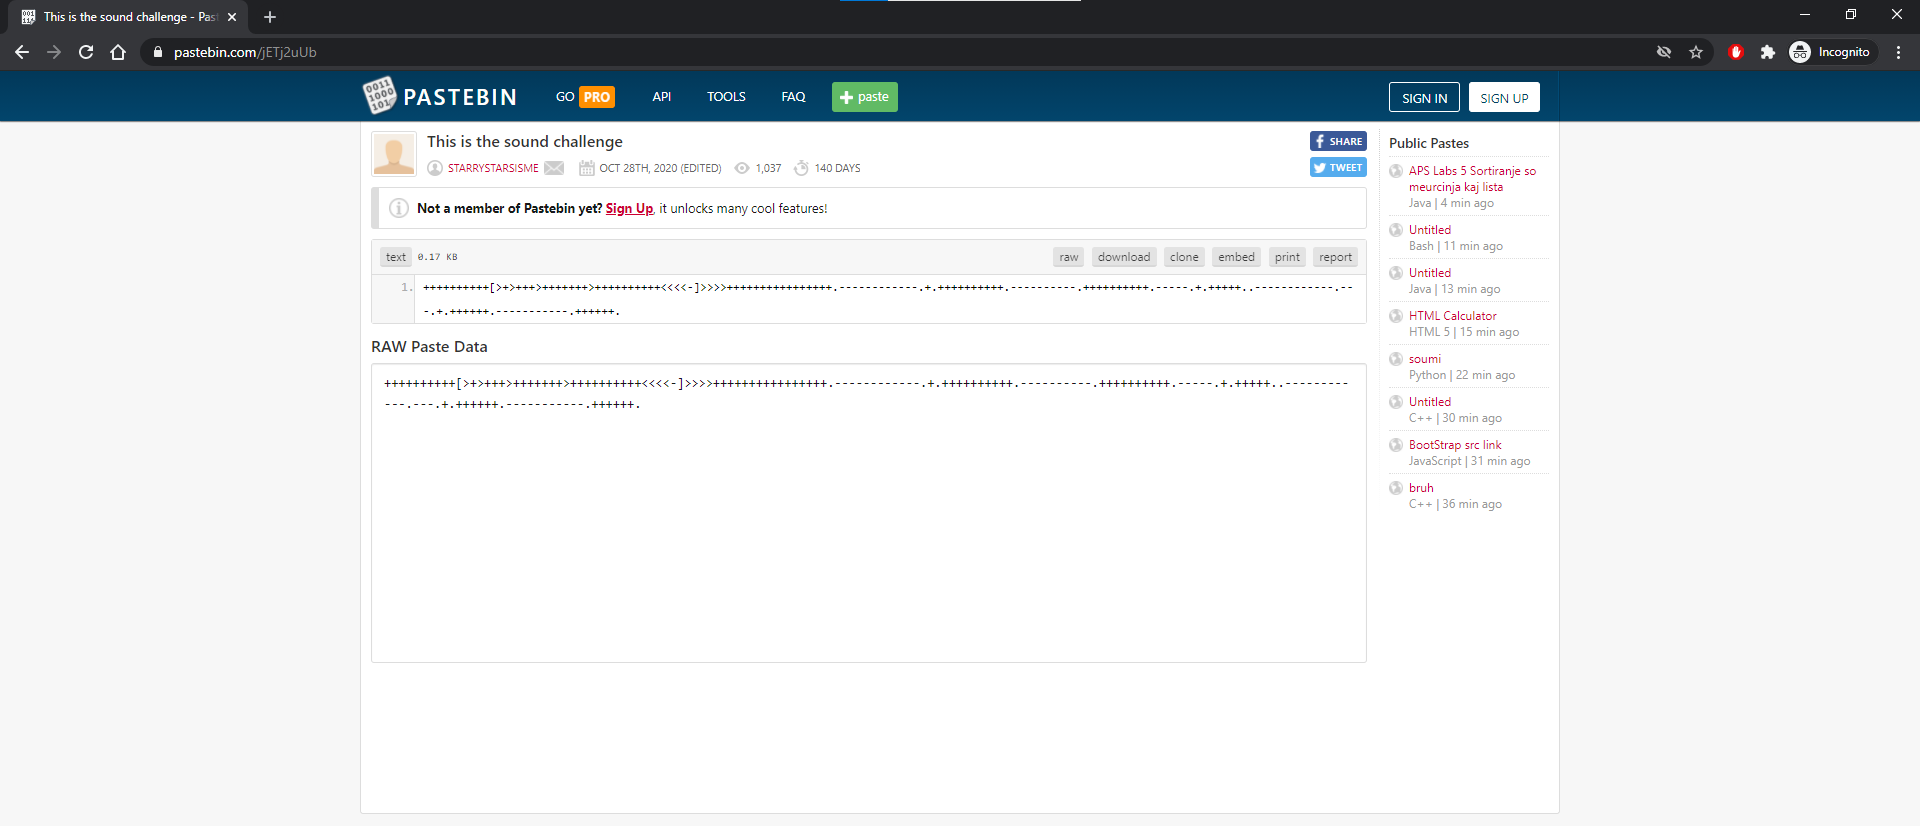 This is the sound challenge - Pas
pastebin.com/jETj2uUb
Incognito
0011
1000
101
PASTEBIN
GO PRO
API
TOOLS
FAQ
paste
SIGN IN
SIGN UP
This is the sound challenge
STARRYSTARSISME
OCT 28TH, 2020 (EDITED)
1,037
140 DAYS
SHARE
TWEET
Not a member of Pastebin yet? Sign Up, it unlocks many cool features!
text 0.17 KB
raw
download
clone
embed
print
report
1. ++++++++++[>+>+++>+++++++>++++++++++<<<<-]>>>>++++++++++++++++.------------.+.++++++++++.----------.++++++++++.-----.+.+++++..------------.--
-.+.++++++.-----------.++++++.
RAW Paste Data
++++++++++[>+>+++>+++++++>++++++++++<<<<-]>>>>++++++++++++++++.------------.+.++++++++++.----------.++++++++++.-----.+.+++++..---------
---.---.+.++++++.-----------.++++++.
Public Pastes
APS Labs 5 Sortiranje so
meurcinja kaj lista
Java | 4 min ago
Untitled
Bash | 11 min ago
Untitled
Java | 13 min ago
HTML Calculator
HTML 5 | 15 min ago
soumi
Python | 22 min ago
Untitled
C++ | 30 min ago
BootStrap src link
JavaScript | 31 min ago
bruh
C++ | 36 min ago